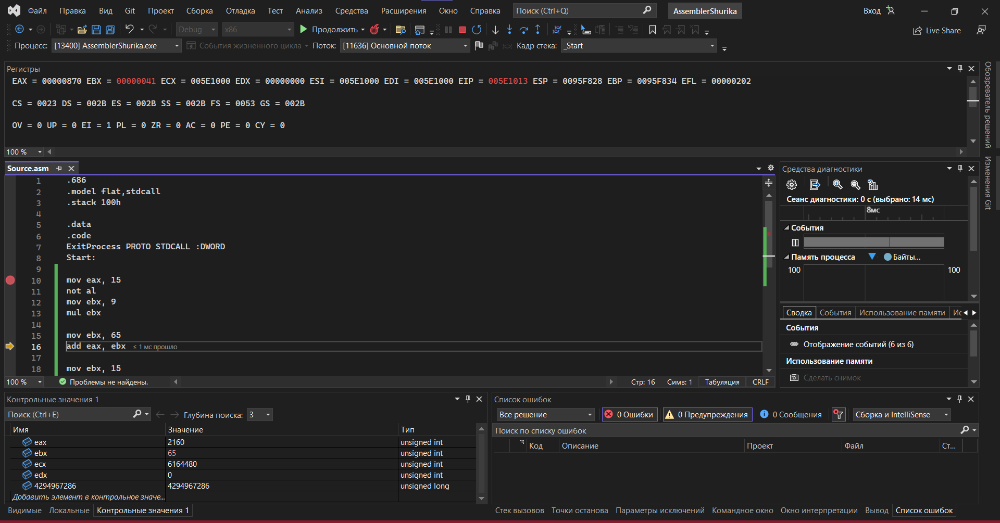 Файл Правка Вид Git Проект Сборка Отладка Тест Анализ Средства Расширения Окно Справка Поиск (Ctrl+Q) AssemblerShurika Вход
Debug x86 Продолжить Live Share
Процесс: [13400] AssemblerShurika.exe События жизненного цикла Поток: [11636] Основной поток Кадр стека: _Start
Регистры
EAX = 00000870 EBX = 00000041 ECX = 005E1000 EDX = 00000000 ESI = 005E1000 EDI = 005E1000 EIP = 005E1013 ESP = 0095F828 EBP = 0095F834 EFL = 00000202
CS = 0023 DS = 002B ES = 002B SS = 002B FS = 0053 GS = 002B
OV = 0 UP = 0 EI = 1 PL = 0 ZR = 0 AC = 0 PE = 0 CY = 0
100 %
Обозреватель решений
Изменения Git
Source.asm
1 .686
2 .model flat,stdcall
3 .stack 100h
4
5 .data
6 .code
7 ExitProcess PROTO STDCALL :DWORD
8 Start:
9
10 mov eax, 15
11 not al
12 mov ebx, 9
13 mul ebx
14
15 mov ebx, 65
16 add eax, ebx ≤ 1 мс прошло
17
18 mov ebx, 15
100 % Проблемы не найдены. Стр: 16 Симв: 1 Табуляция CRLF
Средства диагностики
Сеанс диагностики: 0 с (выбрано: 14 мс)
8мс
События
Память процесса Байты...
100 100
Сводка События Использование памяти Ис
События
Отображение событий (6 из 6)
Использование памяти
Сделать снимок
Контрольные значения 1
Поиск (Ctrl+E) Глубина поиска: 3
Имя Значение Тип
eax 2160 unsigned int
ebx 65 unsigned int
ecx 6164480 unsigned int
edx 0 unsigned int
4294967286 4294967286 unsigned long
Добавить элемент в контрольное значе...
Видимые Локальные Контрольные значения 1
Список ошибок
Все решение 0 Ошибки 0 Предупреждения 0 Сообщения Сборка и IntelliSense
Поиск по списку ошибок
Код Описание Проект Файл Ст...
Стек вызовов Точки останова Параметры исключений Командное окно Окно интерпретации Вывод Список ошибок